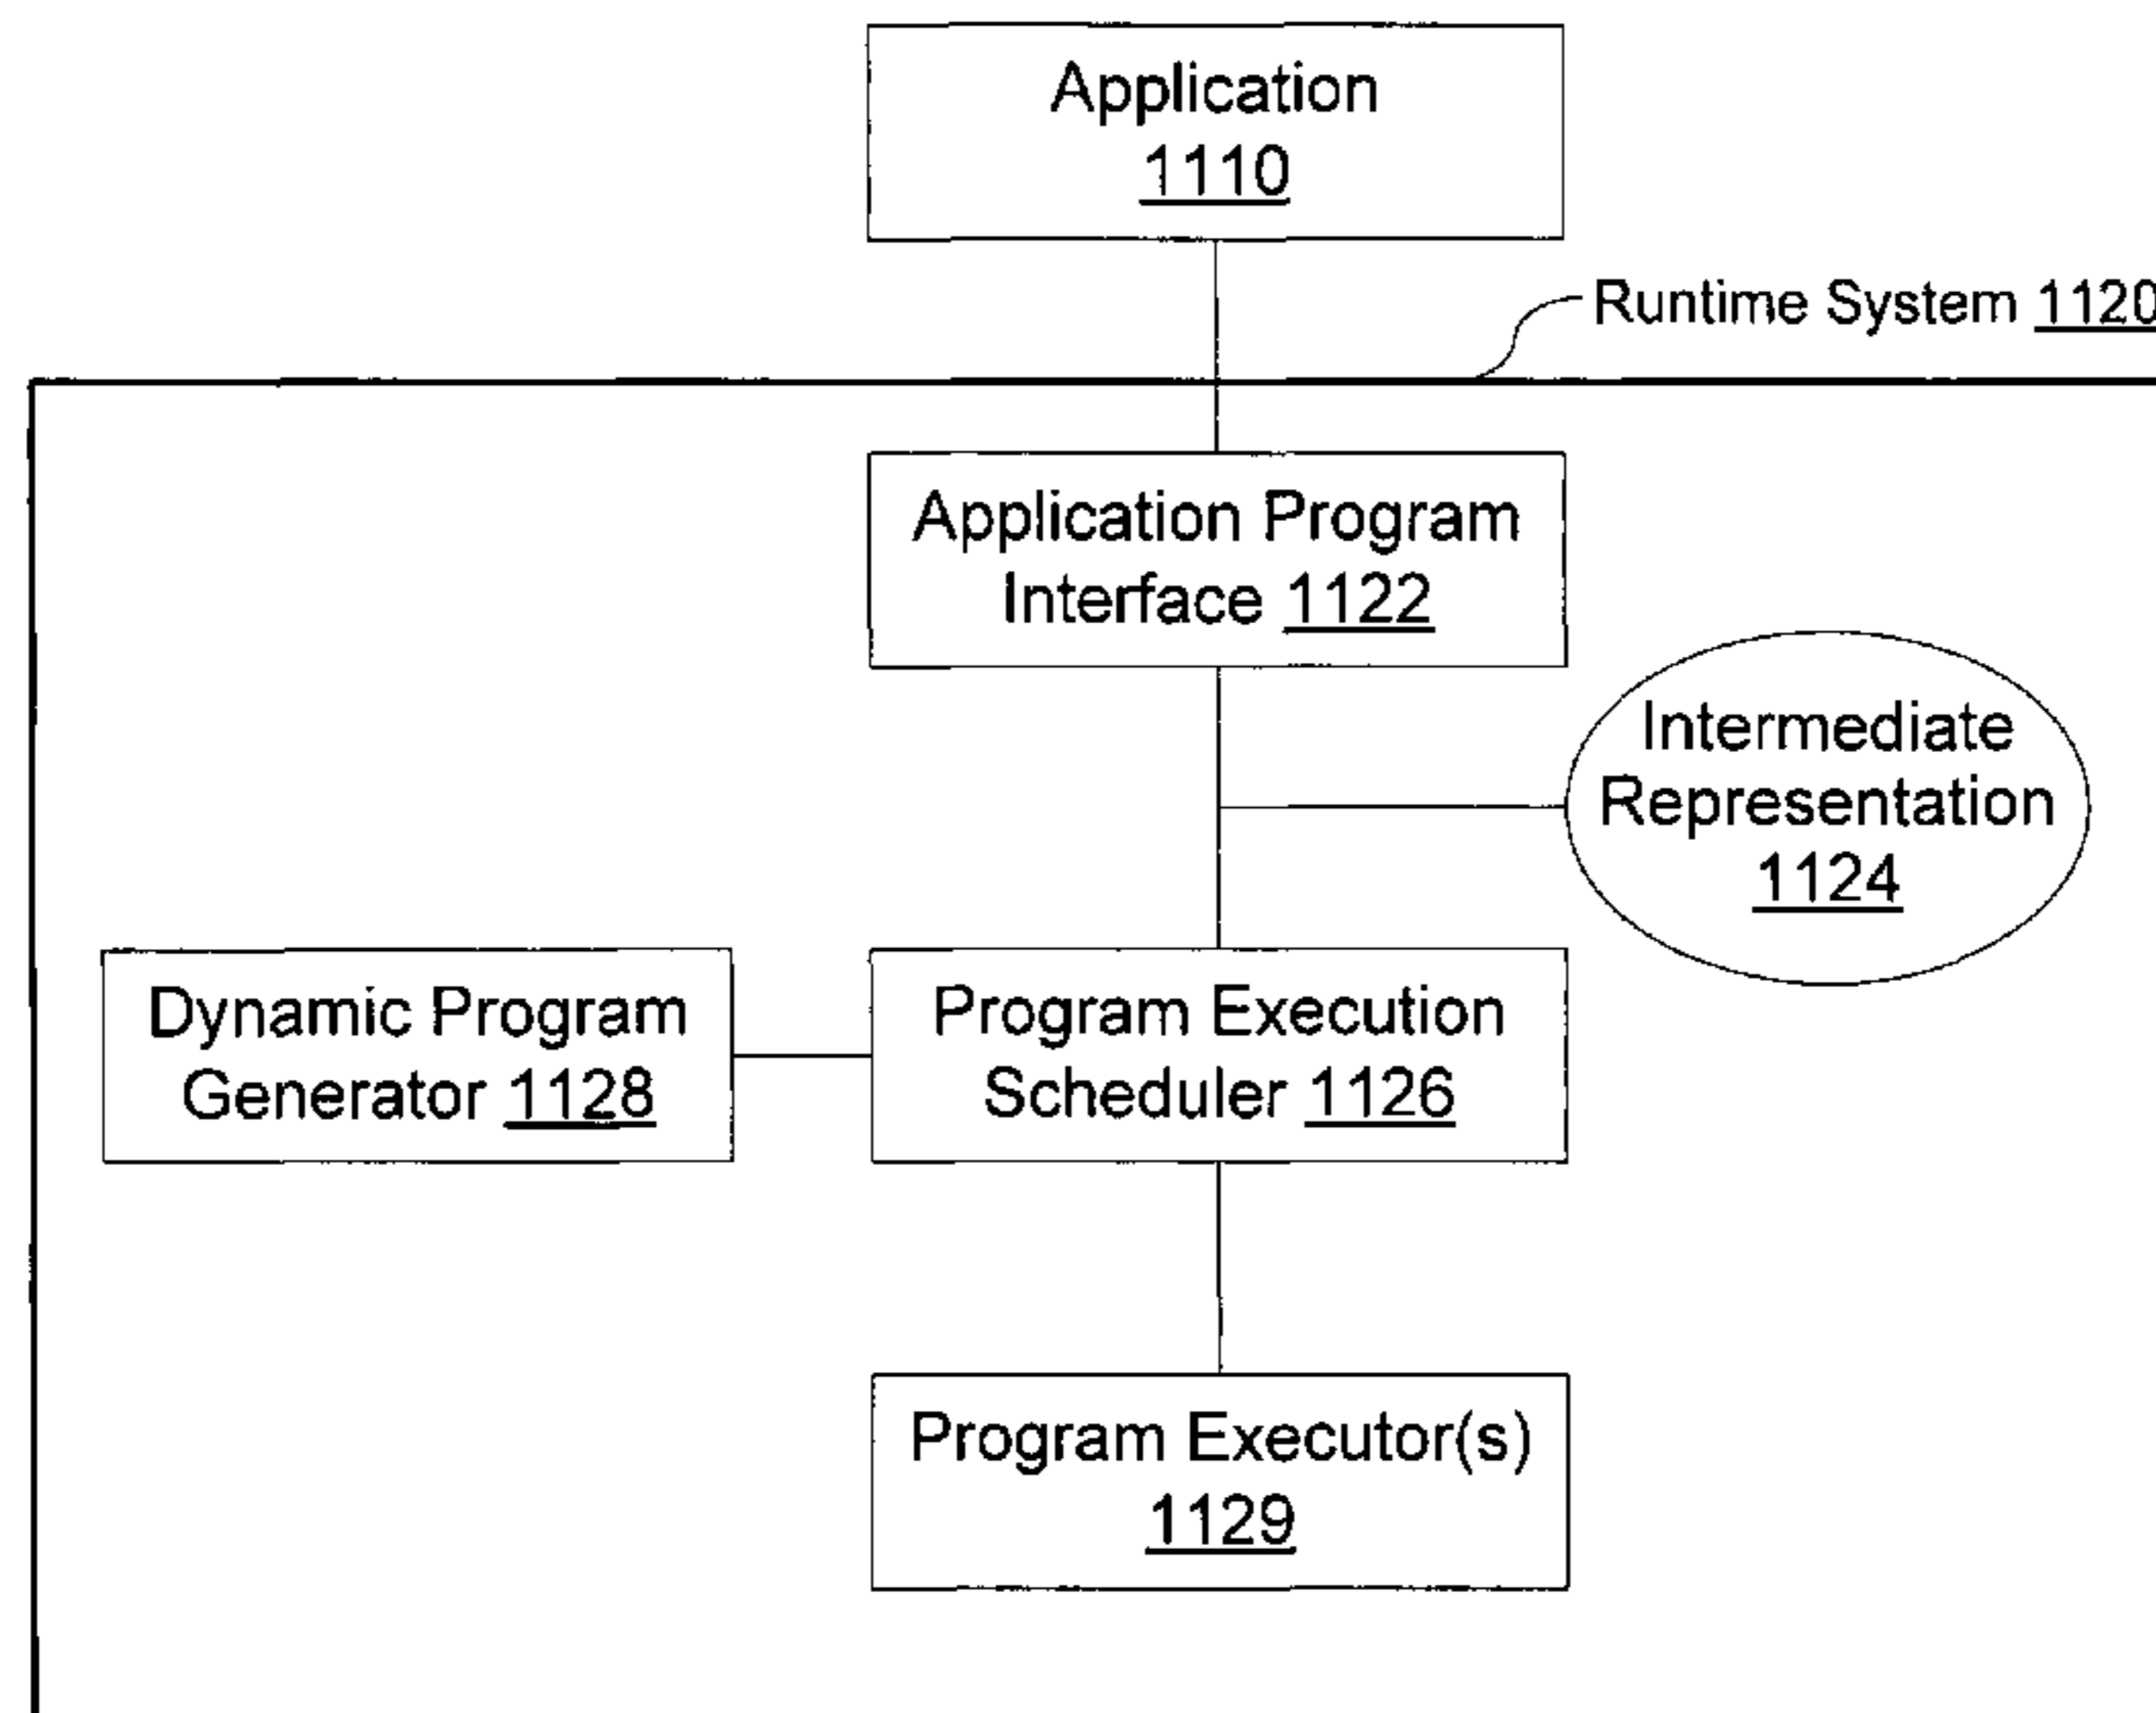 Application
1110
Runtime System 1120
Application Program
Interface 1122
Intermediate
Representation
1124
Dynamic Program
Generator 1128
Program Execution
Scheduler 1126
Program Executor(s)
1129